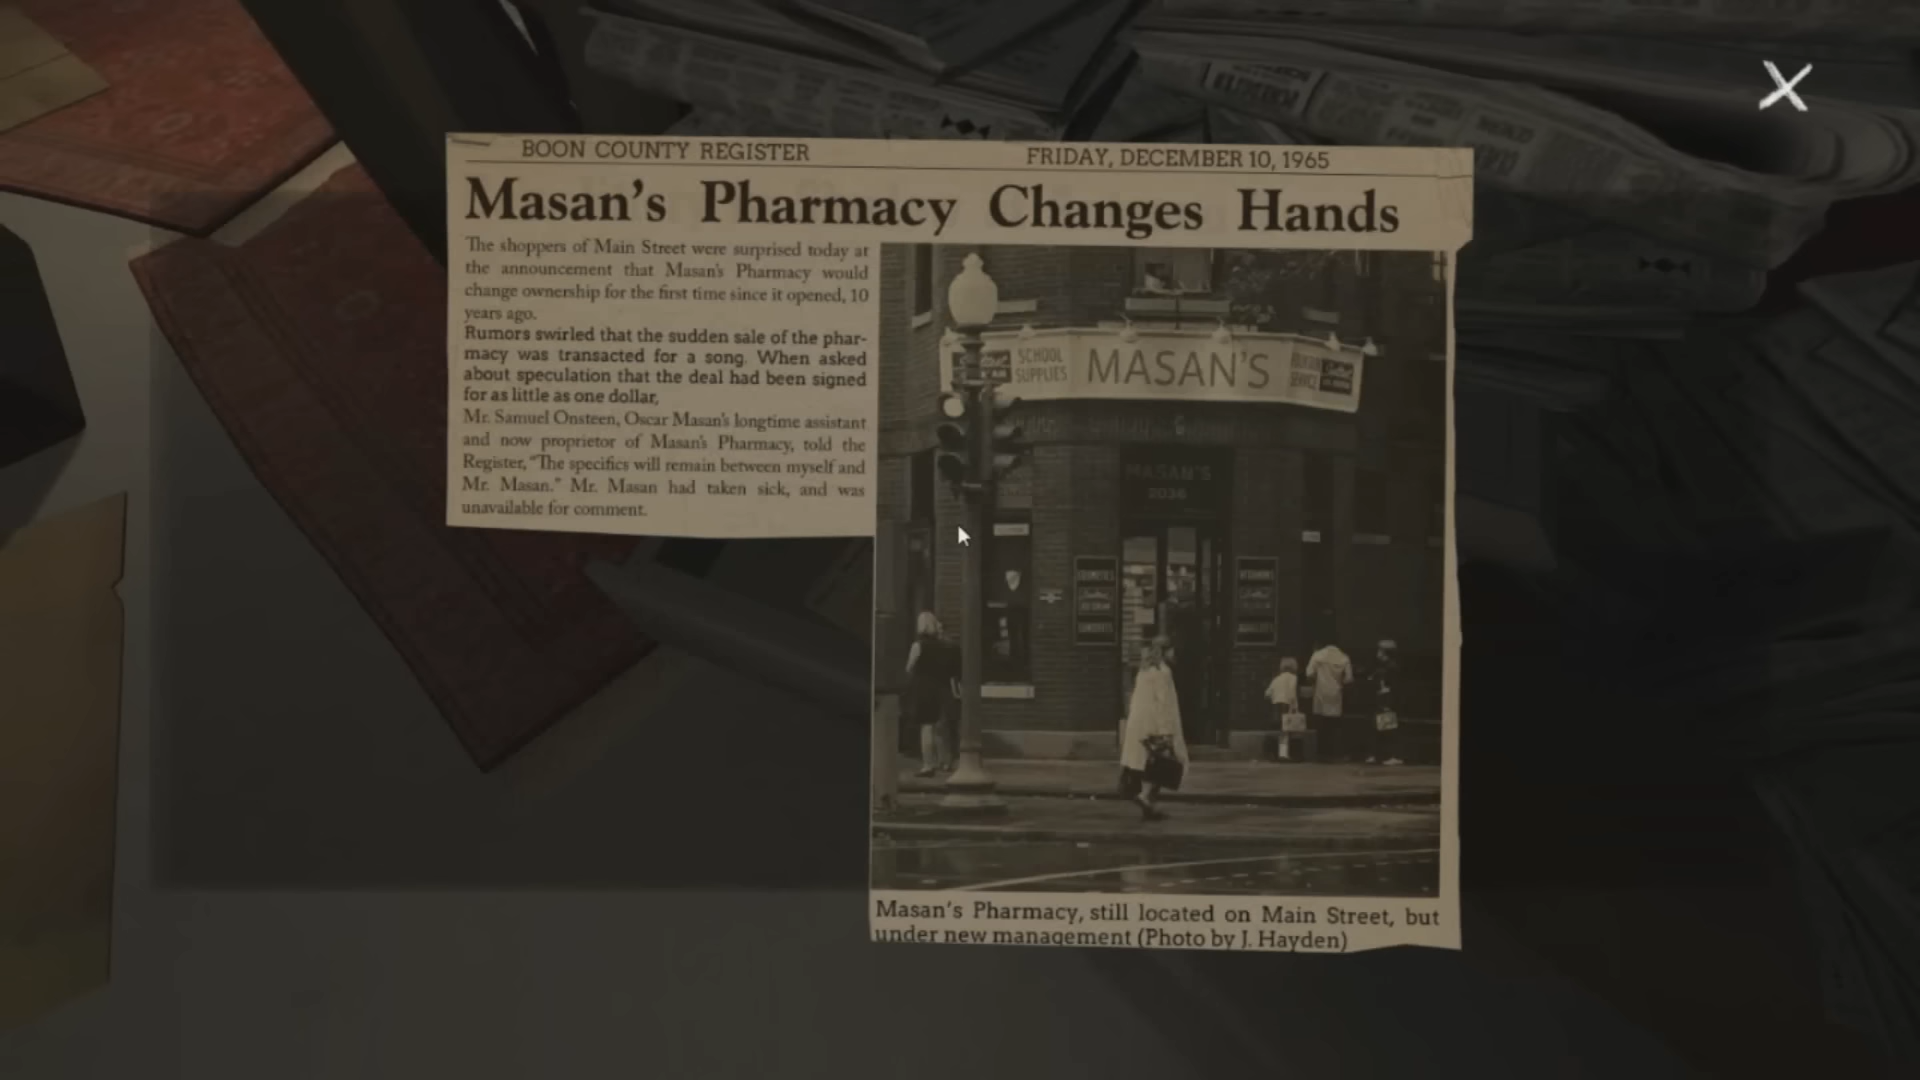 BOON COUNTY REGISTER
FRIDAY, DECEMBER 10, 1965
Masan's Pharmacy Changes Hands
The shoppers of Main Street were surprised today at
the announcement that Masan's Pharmacy would
change ownership for the first time since it opened, 10
years ago.
Rumors swirled that the sudden sale of the phar-
macy was transacted for a song. When asked
about speculation that the deal had been signed
for as little as one dollar,
Mr. Samuel Onsteen, Oscar Masan's longtime assistant
and now proprietor of Masan's Pharmacy, told the
Register, "The specifics will remain between myself and
Mr. Masan." Mr. Masan had taken sick, and was
unavailable for comment.
SCHOOL
SUPPLIES
MASAN'S
MASAN'S
2036
Masan's Pharmacy, still located on Main Street, but
under new management (Photo by J. Hayden)